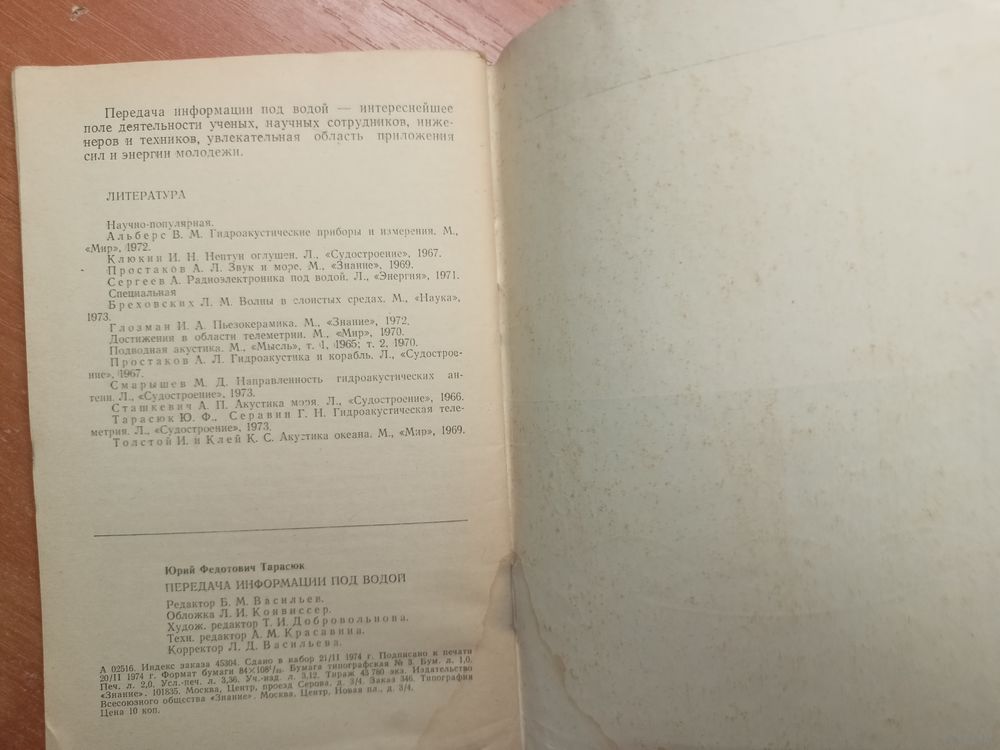 Передача информации под водой — интереснейшее
поле деятельности ученых, научных сотрудников, инже-
неров и техников, увлекательная область приложения
сил и энергии молодежи.
ЛИТЕРАТУРА
Научно-популярная.
Альберс В. М. Гидроакустические приборы и измерения. М.,
«Мир», 1972.
Клюкин И. Н. Нептун оглушен. Л., «Судостроение», 1967.
Простаков А. Л. Звук и море. М., «Знание», 1969.
Сергеев А. Радиоэлектроника под водой. Л., «Энергия», 1971.
Специальная
Бреховских Л. М. Волны в слоистых средах. М., «Наука»,
1973.
Глозман И. А. Пьезокерамика. М., «Знание», 1972.
Достижения в области телеметрии. М., «Мир», 1970.
Подводная акустика. М., «Мысль», т. 1, 1965; т. 2, 1970.
Простаков А. Л. Гидроакустика и корабль. Л., «Судострое-
ние», 1967.
Смарышев М. Д. Направленность гидроакустических ан-
тенн. Л., «Судостроение», 1973.
Сташкевич А. П. Акустика моря. Л., «Судостроение», 1966.
Тарасюк Ю. Ф., Серавин Г. Н. Гидроакустическая теле-
метрия. Л., «Судостроение», 1973.
Толстой И. и Клей К. С. Акустика океана. М., «Мир», 1969.
Юрий Федотович Тарасюк
ПЕРЕДАЧА ИНФОРМАЦИИ ПОД ВОДОЙ
Редактор Б. М. Васильев.
Обложка Л. И. Конвиссер.
Худож. редактор Т. И. Добровольнова.
Техн. редактор А. М. Красавина.
Корректор Л. Д. Васильева.
А 02516. Индекс заказа 45304. Сдано в набор 21/II 1974 г. Подписано к печати
20/II 1974 г. Формат бумаги 84×108¹/₃₂. Бумага типографская № 3. Бум. л. 1,0.
Печ. л. 2,0. Усл.-печ. л. 3,36. Уч.-изд. л. 3,12. Тираж 45 780 экз. Издательство
«Знание». 101835. Москва, Центр, проезд Серова, д. 3/4. Заказ 346. Типография
Всесоюзного общества «Знание». Москва, Центр, Новая пл., д. 3/4.
Цена 10 коп.